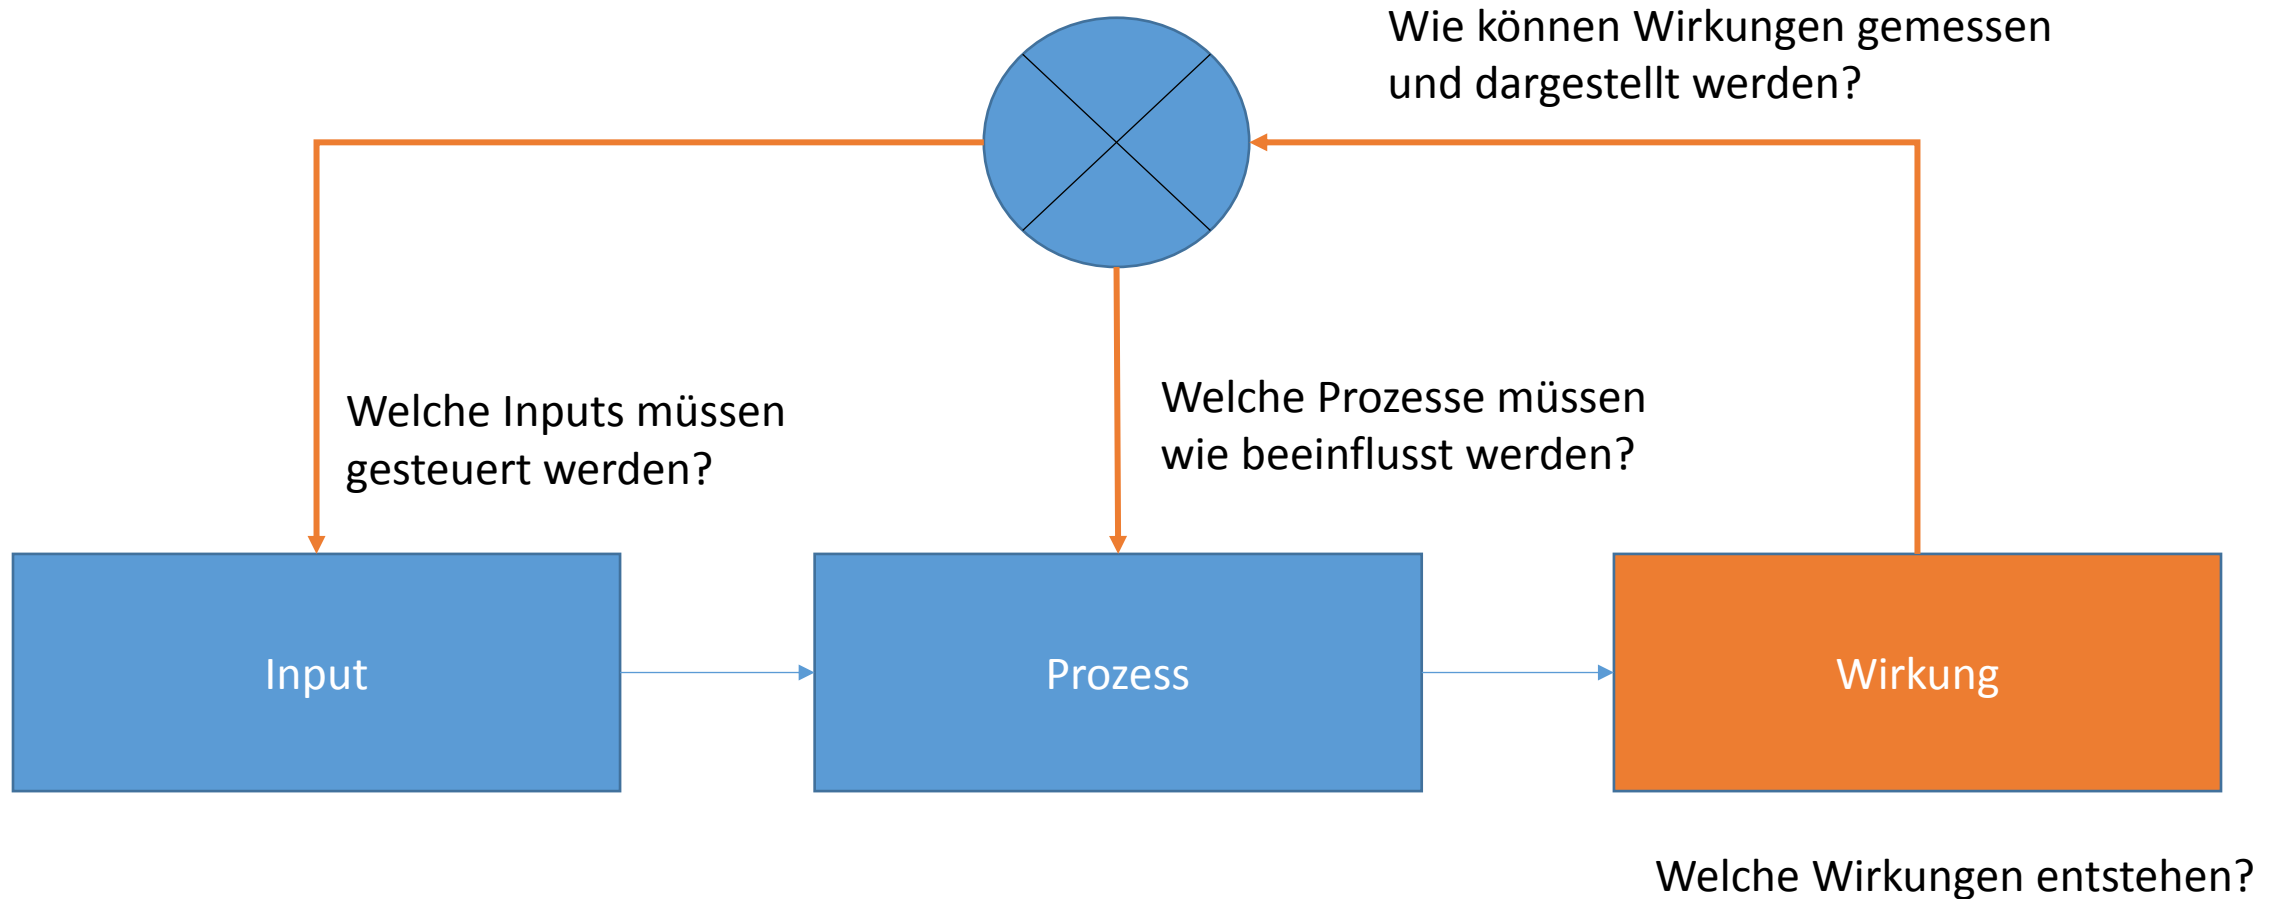 Wie können Wirkungen gemessen
und dargestellt werden?
Welche Inputs müssen
gesteuert werden?
Welche Prozesse müssen
wie beeinflusst werden?
Input
Prozess
Wirkung
Welche Wirkungen entstehen?